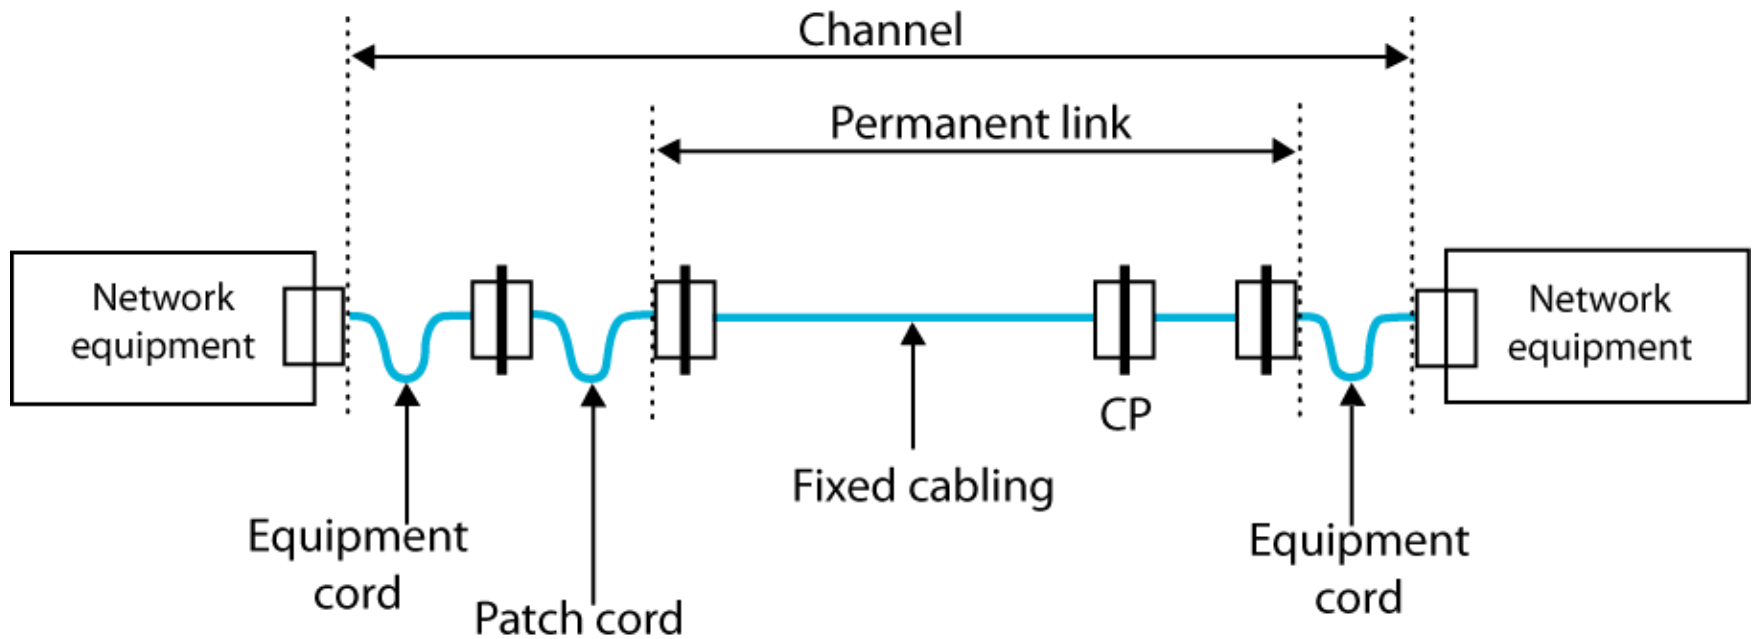 Channel
Permanent link
Network
equipment
Network
equipment
CP
Fixed cabling
Equipment
cord
Patch cord
Equipment
cord